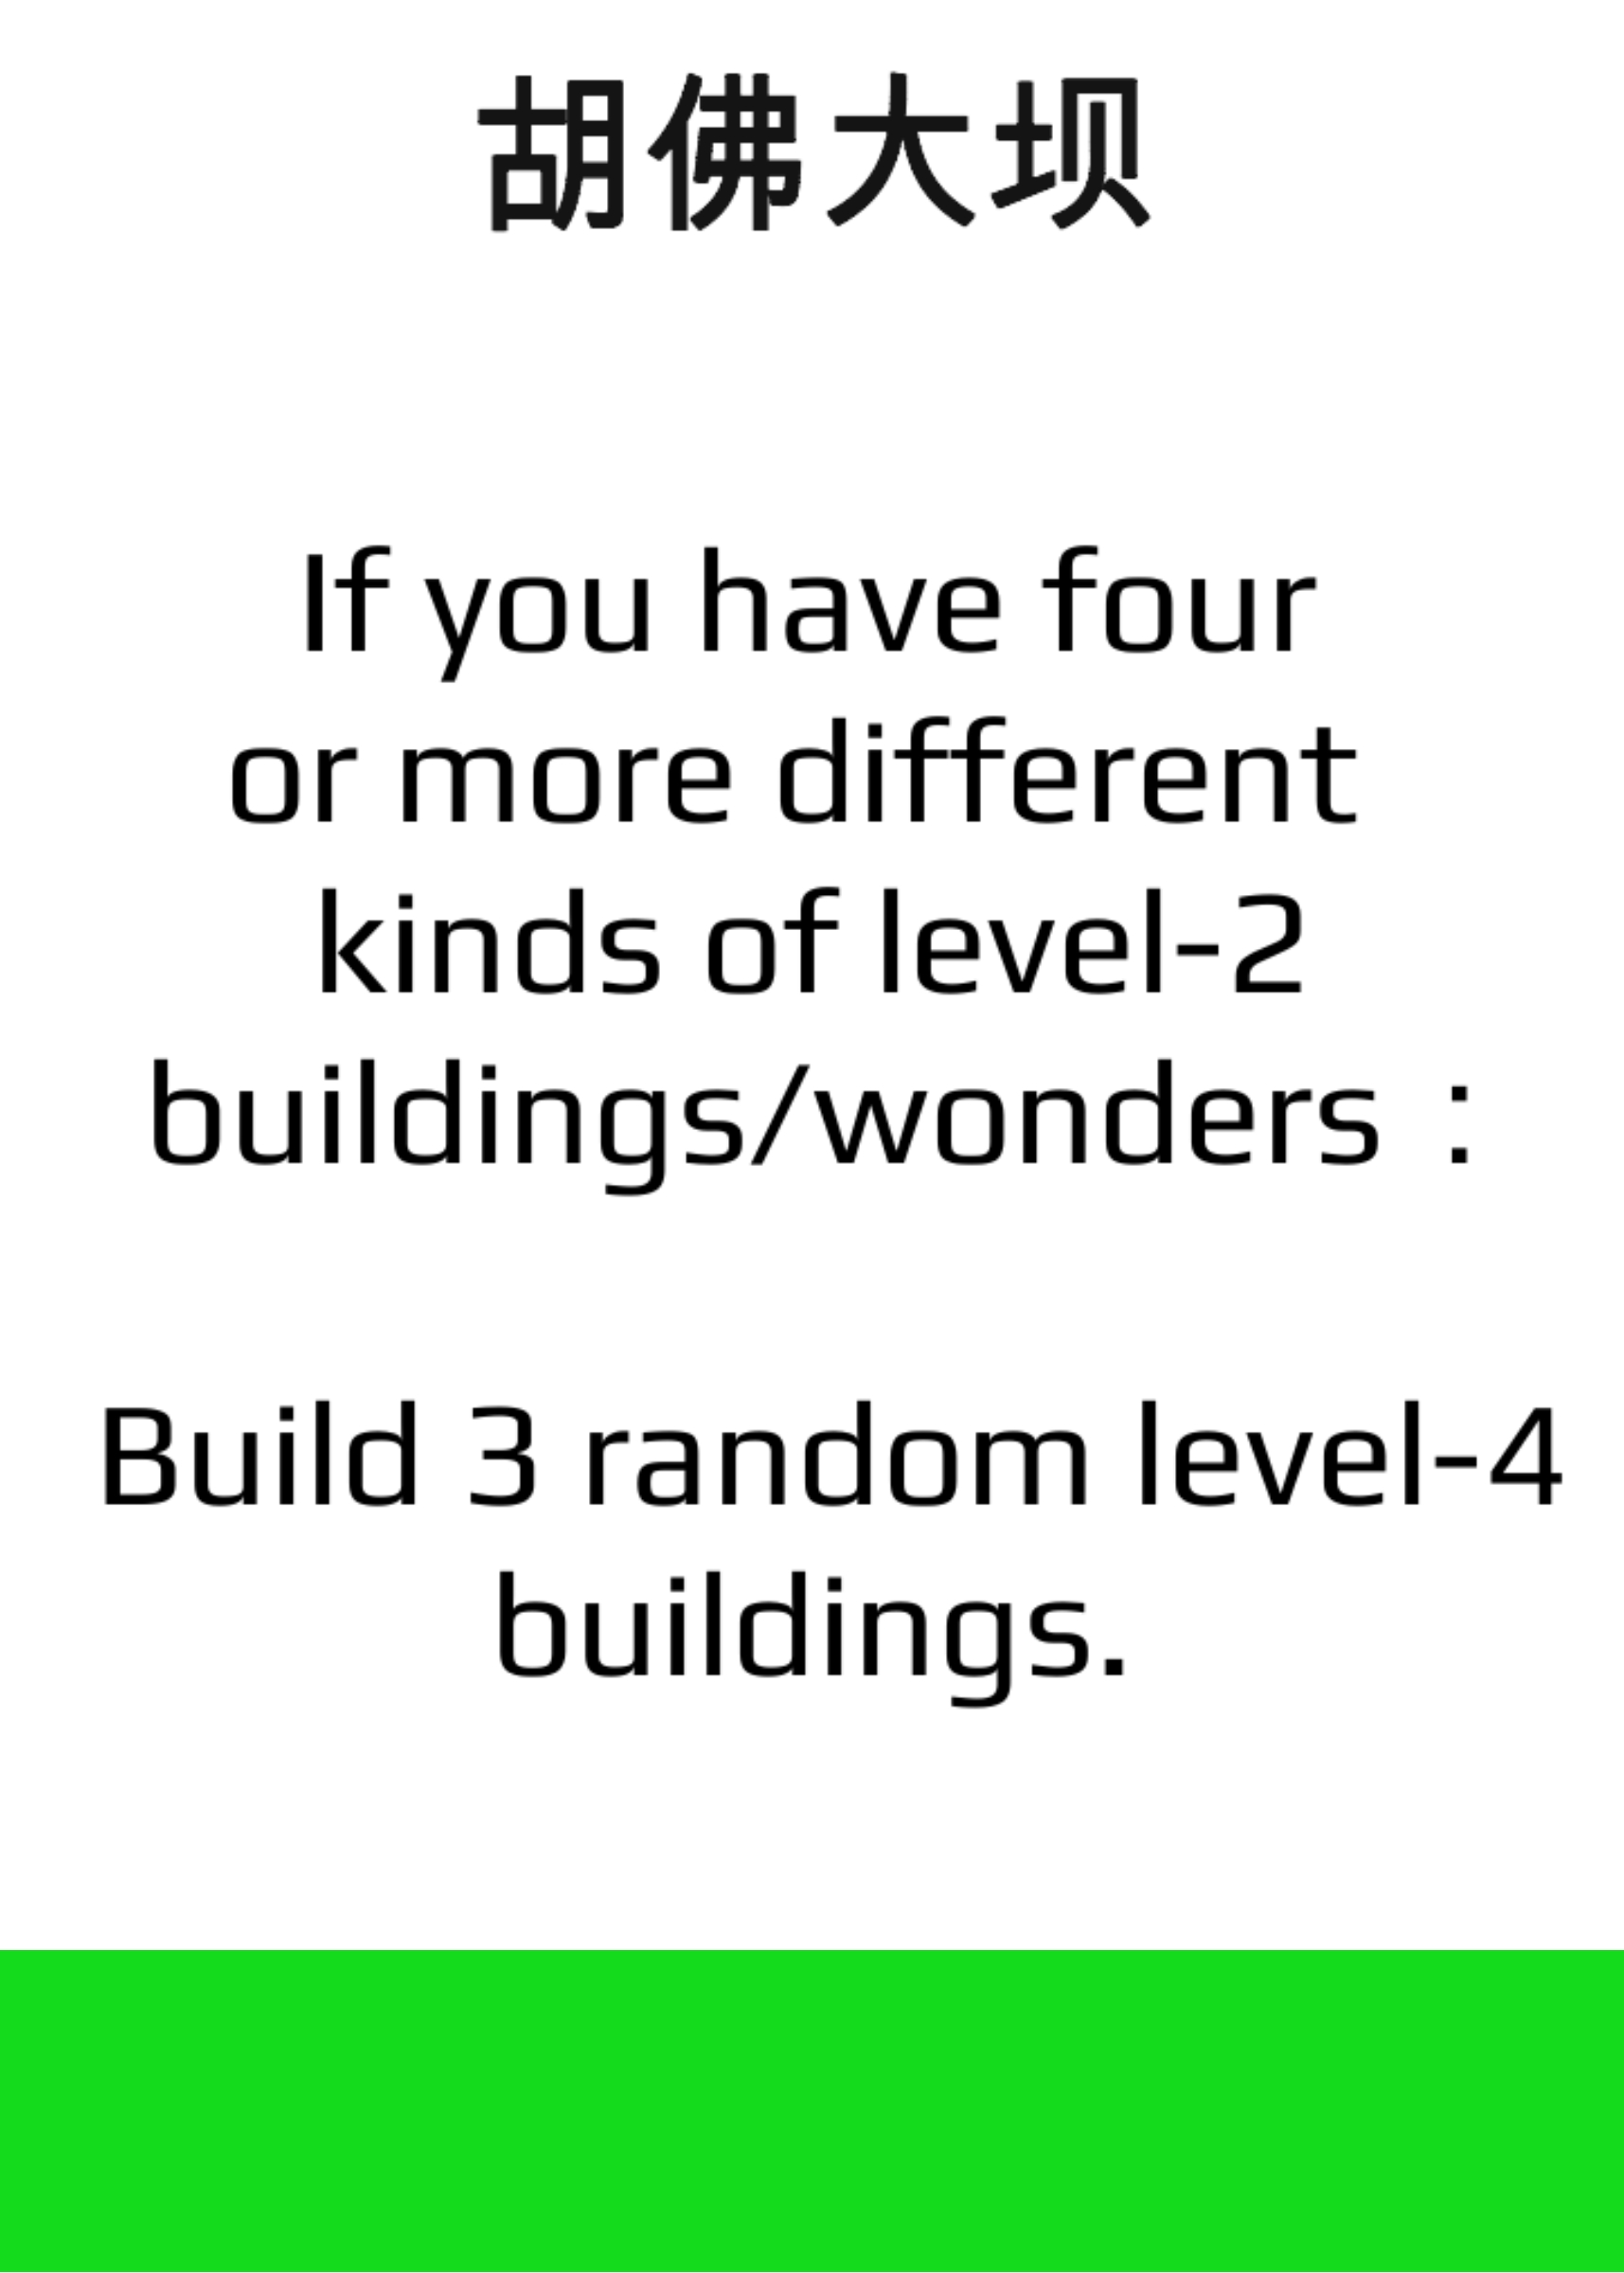 胡佛大坝
If you have four
or more different
kinds of level-2
buildings/wonders :
Build 3 random level-4
buildings.